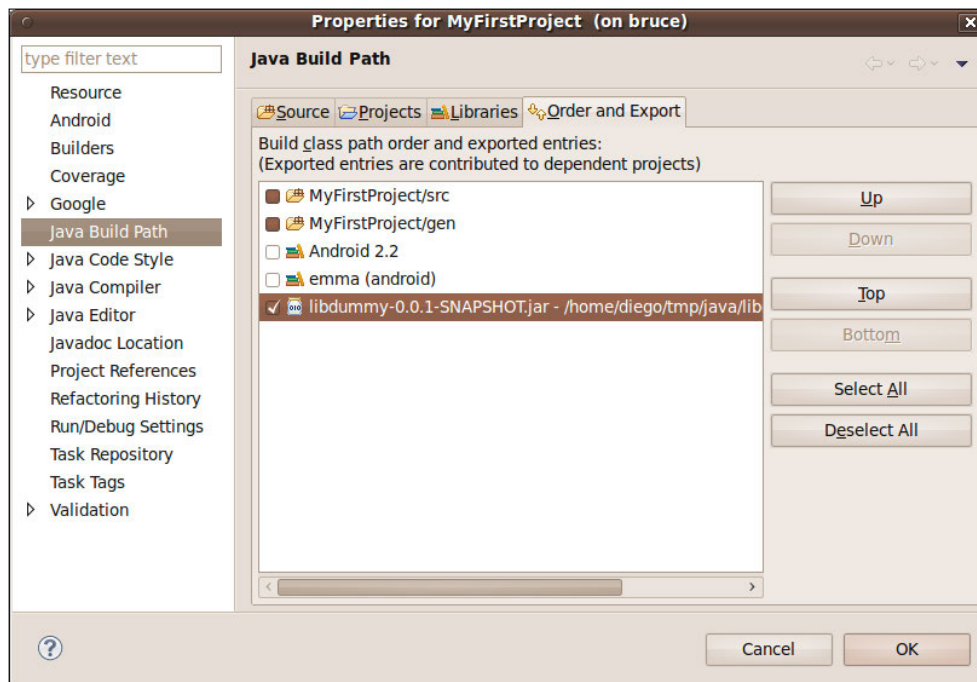 Properties for MyFirstProject (on bruce)
type filter text
Resource
Android
Builders
Coverage
Google
Java Build Path
Java Code Style
Java Compiler
Java Editor
Javadoc Location
Project References
Refactoring History
Run/Debug Settings
Task Repository
Task Tags
Validation
Java Build Path
Source Projects Libraries Order and Export
Build class path order and exported entries:
(Exported entries are contributed to dependent projects)
MyFirstProject/src
MyFirstProject/gen
Android 2.2
emma (android)
libdummy-0.0.1-SNAPSHOT.jar - /home/diego/tmp/java/lib
Up
Down
Top
Bottom
Select All
Deselect All
Cancel
OK